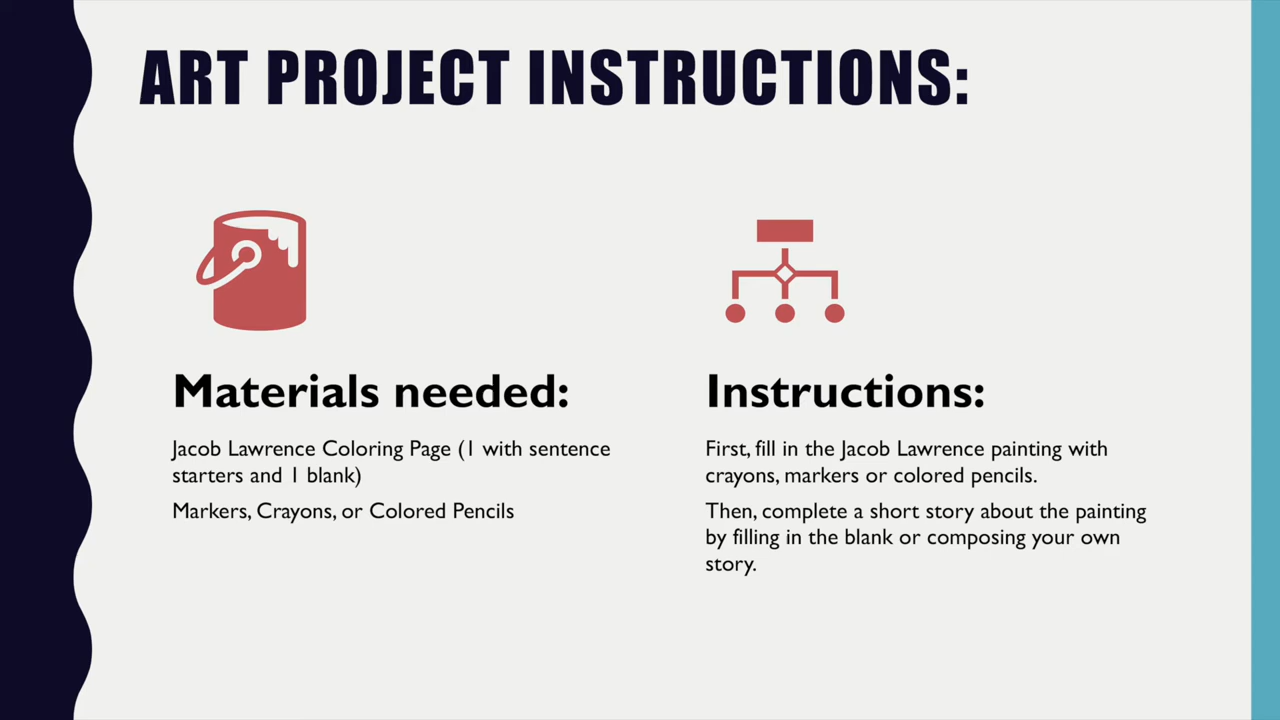 ART PROJECT INSTRUCTIONS:
Materials needed:
Jacob Lawrence Coloring Page (1 with sentence
starters and 1 blank)
Markers, Crayons, or Colored Pencils
Instructions:
First, fill in the Jacob Lawrence painting with
crayons, markers or colored pencils.
Then, complete a short story about the painting
by filling in the blank or composing your own
story.